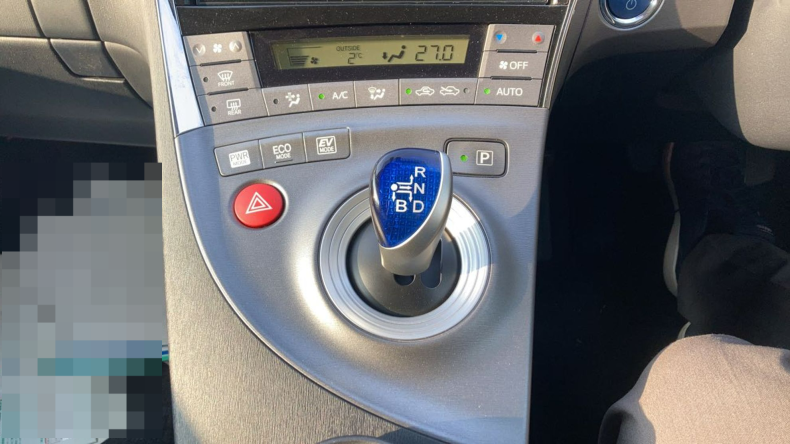 OUTSIDE
2℃
27.0
OFF
FRONT
REAR
A/C
AUTO
PWR
MODE
ECO
MODE
EV
MODE
P
R
N
B D